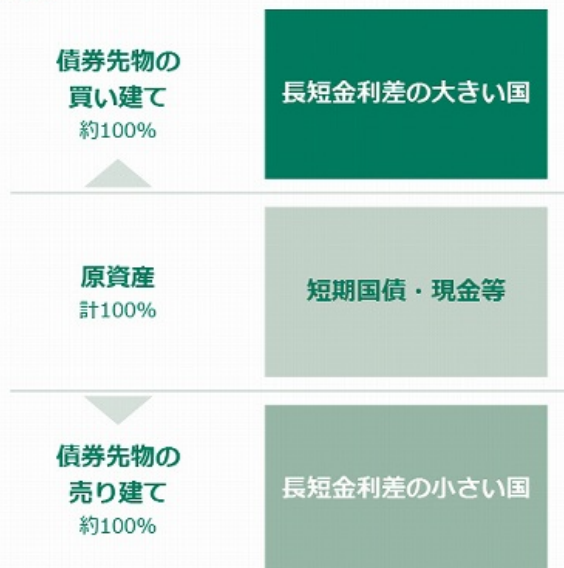 債券先物の
買い建て
約100%
長短金利差の大きい国
原資産
計100%
短期国債・現金等
債券先物の
売り建て
約100%
長短金利差の小さい国